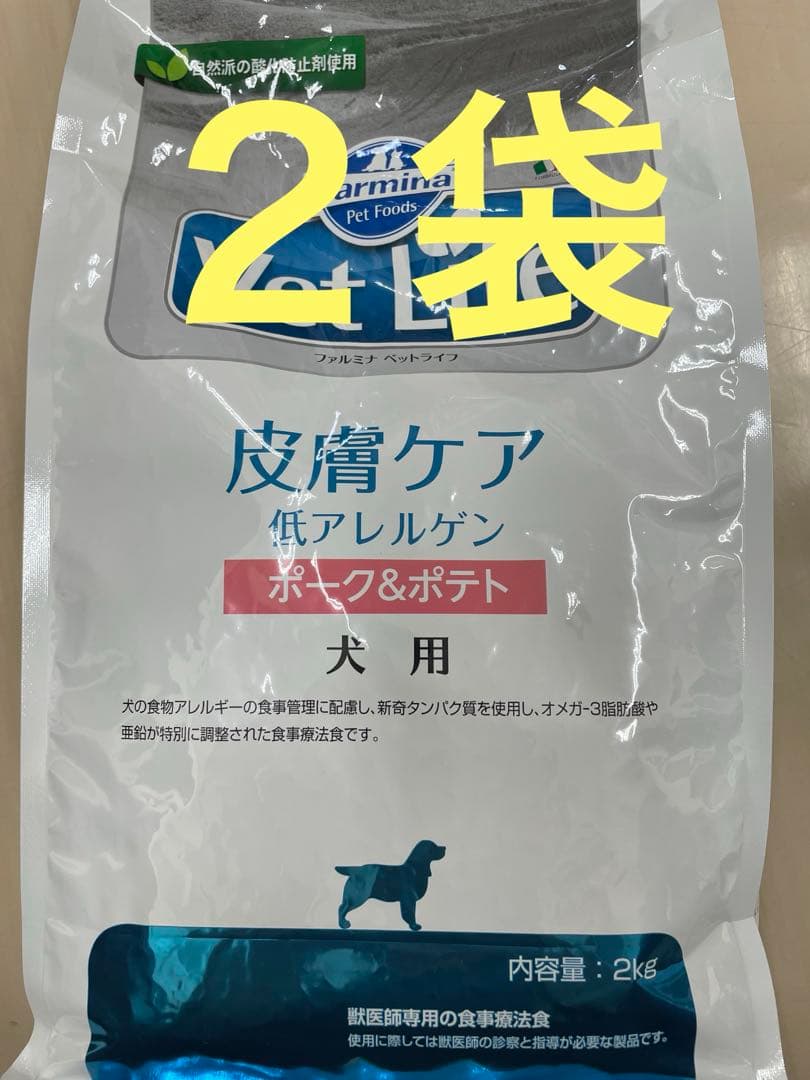 自然派の酸化防止剤使用
2袋
armina
Pet Foods
Vet Life
ファルミナ ペットライフ
皮膚ケア
低アレルゲン
ポーク&ポテト
犬 用
犬の食物アレルギーの食事管理に配慮し、新奇タンパク質を使用し、オメガ-3脂肪酸や
亜鉛が特別に調整された食事療法食です。
内容量：2kg
獣医師専用の食事療法食
使用に際しては獣医師の診察と指導が必要な製品です。